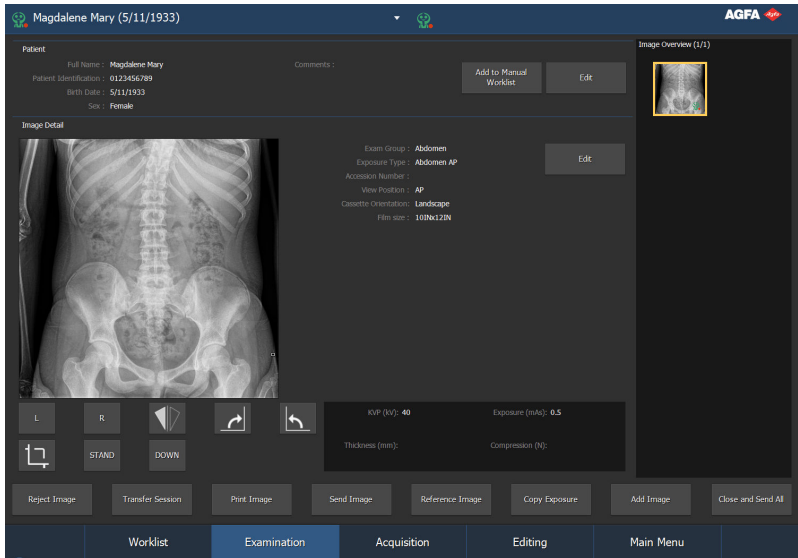 Magdalene Mary (5/11/1933)
AGFA
Patient
Full Name : Magdalene Mary
Patient Identification : 0123456789
Birth Date : 5/11/1933
Sex : Female
Comments :
Add to Manual
Worklist
Edit
Image Overview (1/1)
Image Detail
Exam Group : Abdomen
Exposure Type : Abdomen AP
Accession Number :
View Position : AP
Cassette Orientation: Landscape
Film size : 10INx12IN
Edit
L
R
STAND
DOWN
KVP (kV): 40
Exposure (mAs): 0.5
Thickness (mm):
Compression (N):
Reject Image
Transfer Session
Print Image
Send Image
Reference Image
Copy Exposure
Add Image
Close and Send All
Worklist
Examination
Acquisition
Editing
Main Menu